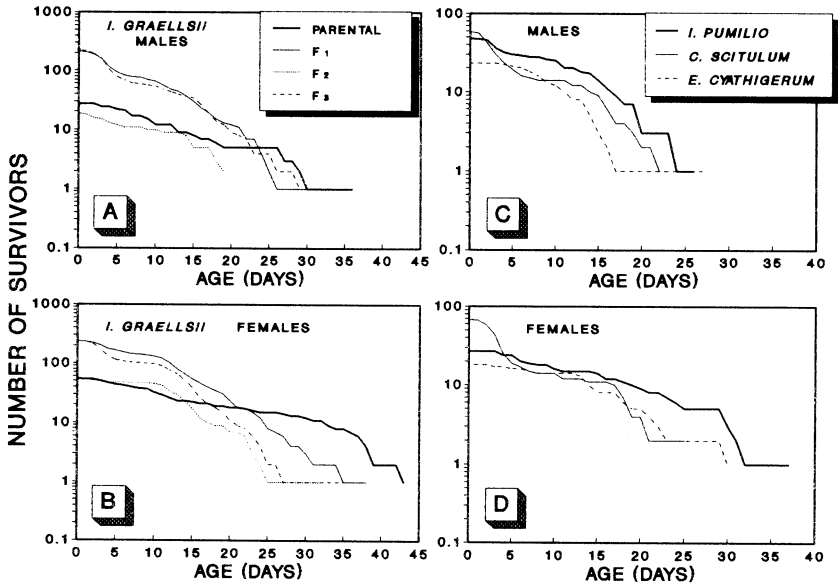 NUMBER OF SURVIVORS
I. GRAELLSII
MALES
PARENTAL
F1
F2
F3
1000
100
10
1
0.1
A
0 5 10 15 20 25 30 35 40 45
AGE (DAYS)
MALES
I. PUMILIO
C. SCITULUM
E. CYATHIGERUM
100
10
1
0.1
C
0 5 10 15 20 25 30 35 40
AGE (DAYS)
I. GRAELLSII FEMALES
1000
100
10
1
0.1
B
0 5 10 15 20 25 30 35 40 45
AGE (DAYS)
FEMALES
100
10
1
0.1
D
0 5 10 15 20 25 30 35 40
AGE (DAYS)